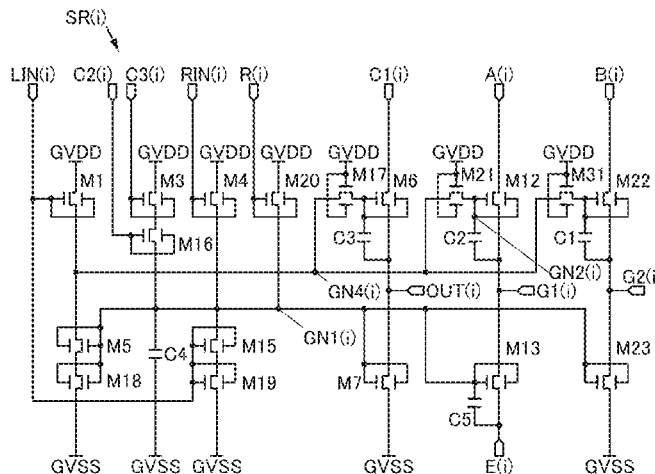 SR(i)
LIN(i) C2(i) C3(i) RIN(i) R(i) C1(i) A(i) B(i)
GVDD GVDD GVDD GVDD GVDD GVDD GVDD
M1 M3 M4 M20 M17 M6 M21 M12 M31 M22
M16
C3 C2 C1
GN2(i)
GN4(i) OUT(i) G1(i) G2(i)
GN1(i)
M5 C4 M15 M13
M18 M19 M7 M23
C5
GVSS GVSS GVSS GVSS E(i) GVSS